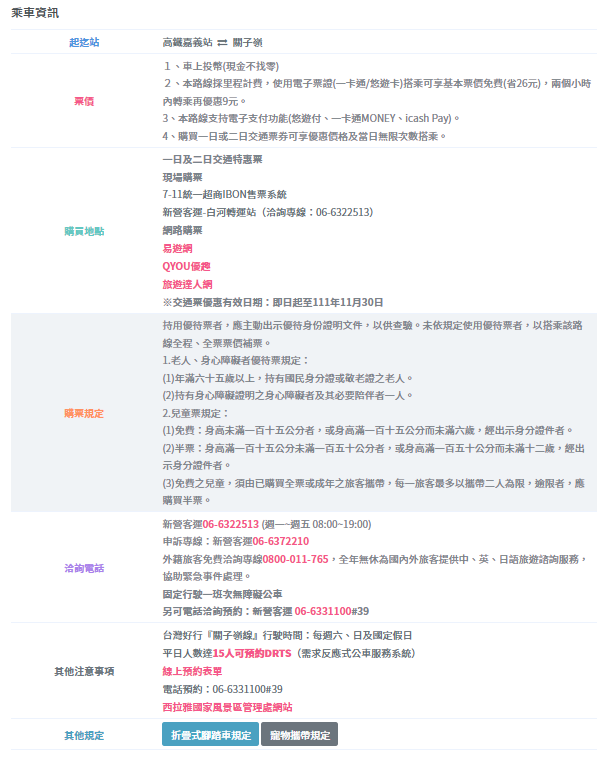 乘車資訊
起迄站
高鐵嘉義站 ⇌ 關子嶺
票價
1、車上投幣(現金不找零)
2、本路線採里程計費，使用電子票證(一卡通/悠遊卡)搭乘可享基本票價免費(省26元)，兩個小時
內轉乘再優惠9元。
3、本路線支持電子支付功能(悠遊付、一卡通MONEY、icash Pay)。
4、購買一日或二日交通票券可享優惠價格及當日無限次數搭乘。
購買地點
一日及二日交通特惠票
現場購票
7-11統一超商IBON售票系統
新營客運-白河轉運站（洽詢專線：06-6322513）
網路購票
易遊網
QYOU優趣
旅遊達人網
※交通票優惠有效日期：即日起至111年11月30日
購票規定
持用優待票者，應主動出示優待身份證明文件，以供查驗。未依規定使用優待票者，以搭乘該路
線全程、全票票價補票。
1.老人、身心障礙者優待票規定：
(1)年滿六十五歲以上，持有國民身分證或敬老證之老人。
(2)持有身心障礙證明之身心障礙者及其必要陪伴者一人。
2.兒童票規定：
(1)免費：身高未滿一百十五公分者，或身高滿一百十五公分而未滿六歲，經出示身分證件者。
(2)半票：身高滿一百十五公分未滿一百五十公分者，或身高滿一百五十公分而未滿十二歲，經出
示身分證件者。
(3)免費之兒童，須由已購買全票或成年之旅客攜帶，每一旅客最多以攜帶二人為限，逾限者，應
購買半票。
洽詢電話
新營客運06-6322513 (週一~週五 08:00~19:00)
申訴專線：新營客運06-6372210
外籍旅客免費洽詢專線0800-011-765，全年無休為國內外旅客提供中、英、日語旅遊諮詢服務，
協助緊急事件處理。
固定行駛一班次無障礙公車
另可電話洽詢預約：新營客運 06-6331100#39
其他注意事項
台灣好行『關子嶺線』行駛時間：每週六、日及國定假日
平日人數達15人可預約DRTS（需求反應式公車服務系統）
線上預約表單
電話預約：06-6331100#39
西拉雅國家風景區管理處網站
其他規定
折疊式腳踏車規定
寵物攜帶規定